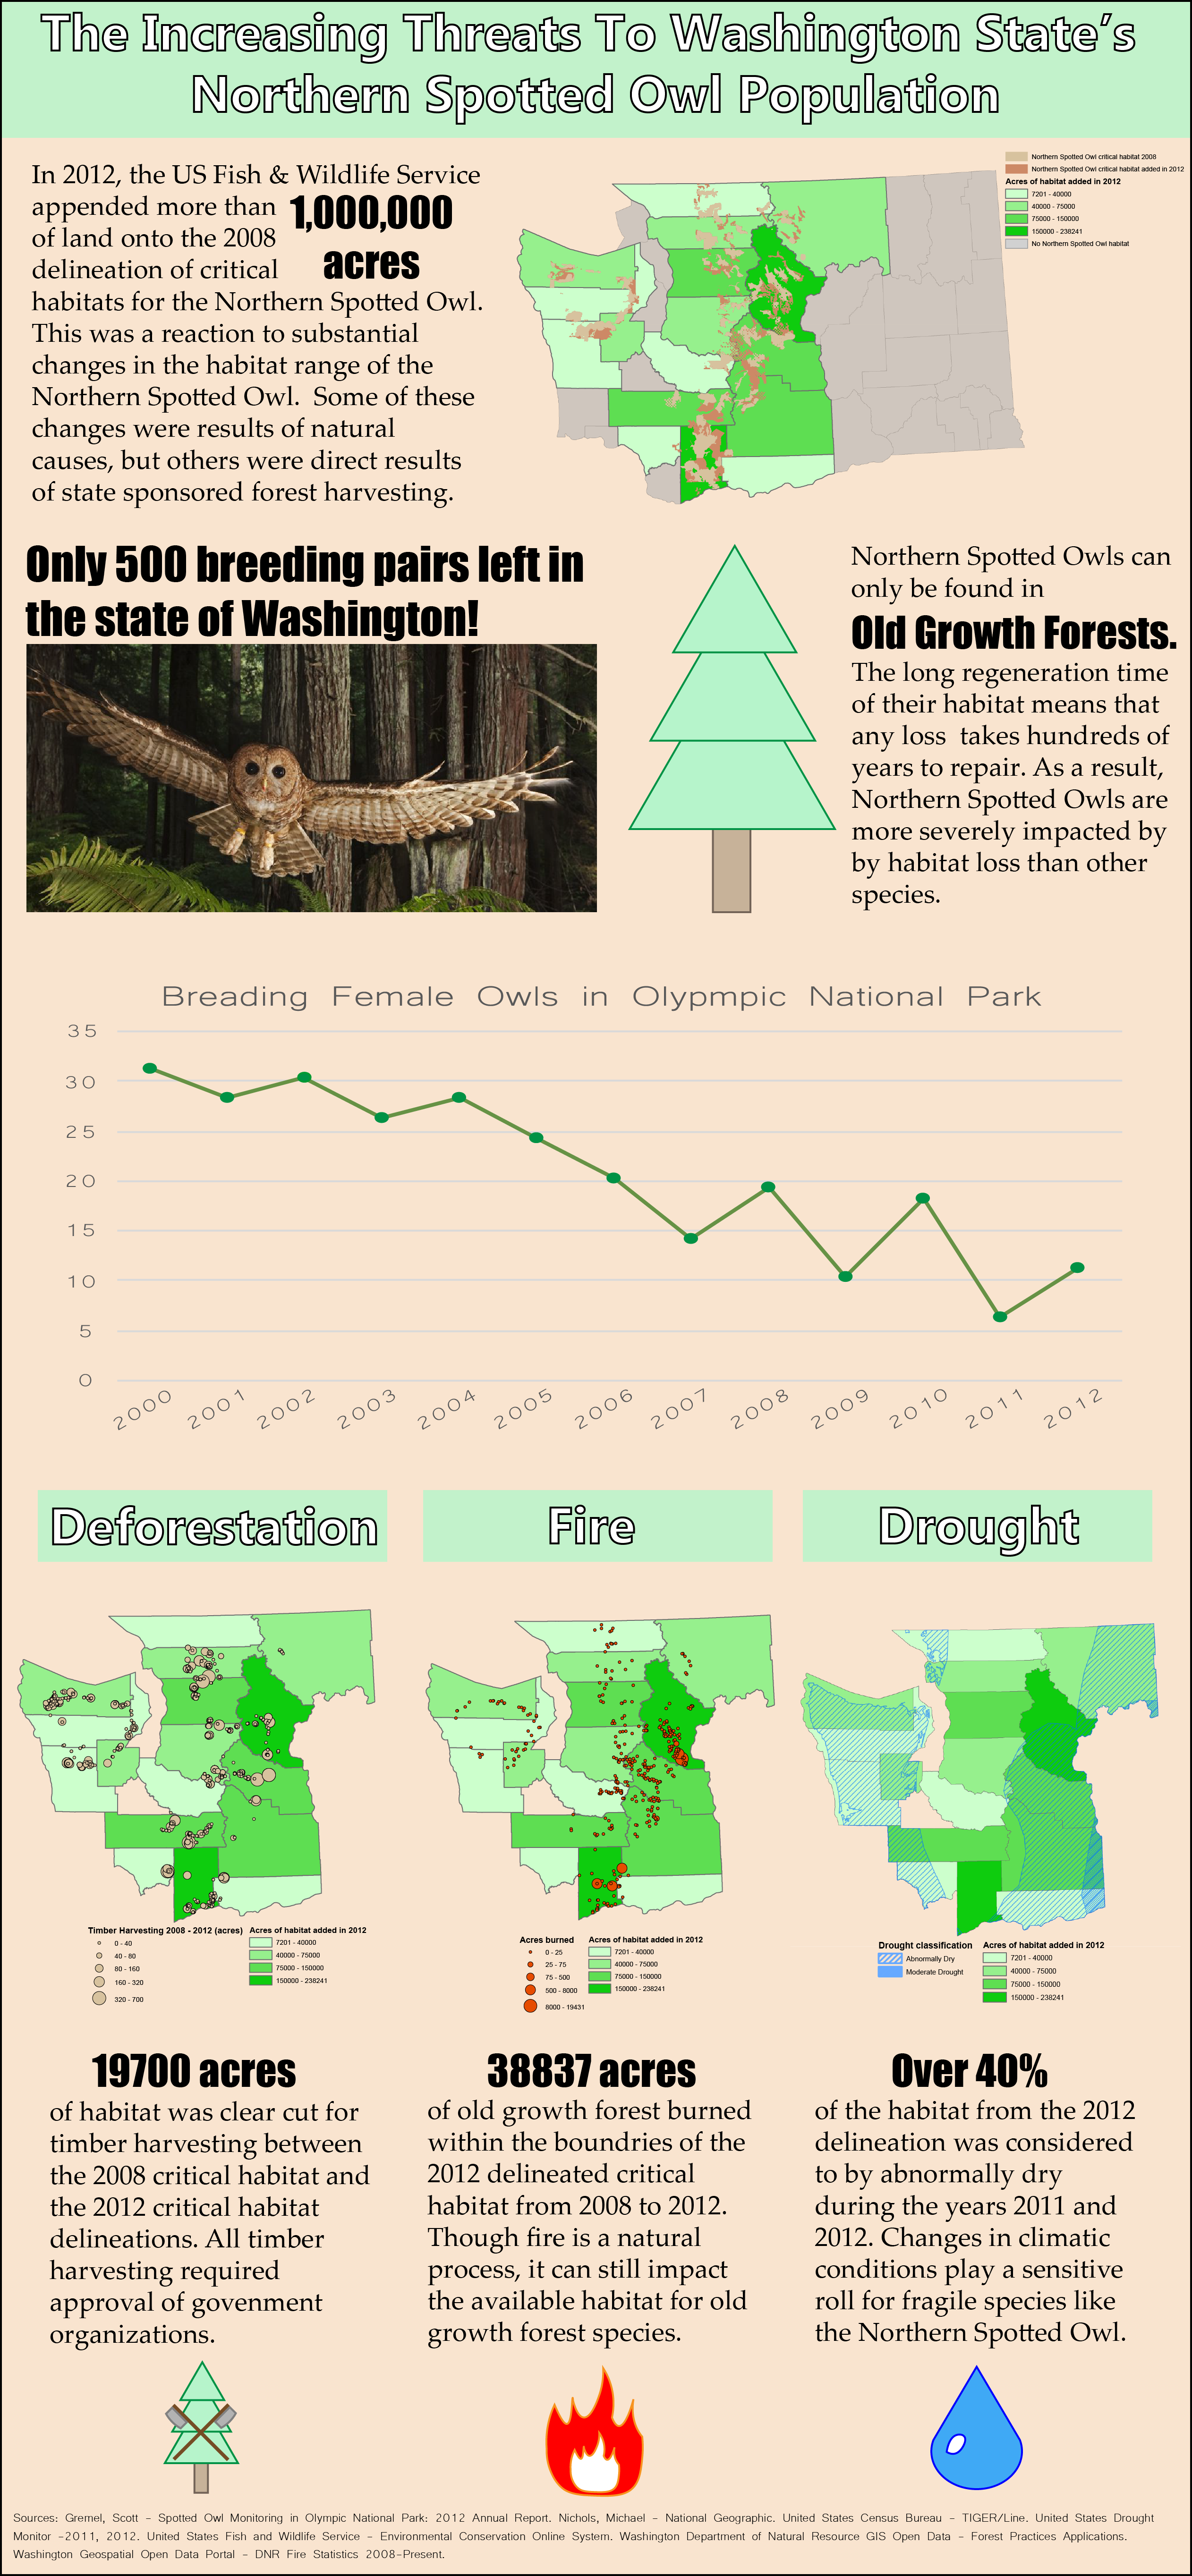 The Increasing Threats To Washington State's
Northern Spotted Owl Population
In 2012, the US Fish & Wildlife Service
appended more than 1,000,000
of land onto the 2008
delineation of critical acres
habitats for the Northern Spotted Owl.
This was a reaction to substantial
changes in the habitat range of the
Northern Spotted Owl.  Some of these
changes were results of natural
causes, but others were direct results
of state sponsored forest harvesting.
Northern Spotted Owl critical habitat 2008
Northern Spotted Owl critical habitat added in 2012
Acres of habitat added in 2012
7201 - 40000
40000 - 75000
75000 - 150000
150000 - 238241
No Northern Spotted Owl habitat
Only 500 breeding pairs left in
the state of Washington!
Northern Spotted Owls can
only be found in
Old Growth Forests.
The long regeneration time
of their habitat means that
any loss  takes hundreds of
years to repair. As a result,
Northern Spotted Owls are
more severely impacted by
by habitat loss than other
species.
Breading Female Owls in Olypmpic National Park
35
30
25
20
15
10
5
0
2000
2001
2002
2003
2004
2005
2006
2007
2008
2009
2010
2011
2012
Deforestation
Fire
Drought
Timber Harvesting 2008 - 2012 (acres)
0 - 40
40 - 80
80 - 160
160 - 320
320 - 700
Acres of habitat added in 2012
7201 - 40000
40000 - 75000
75000 - 150000
150000 - 238241
Acres burned
0 - 25
25 - 75
75 - 500
500 - 8000
8000 - 19431
Acres of habitat added in 2012
7201 - 40000
40000 - 75000
75000 - 150000
150000 - 238241
Drought classification
Abnormally Dry
Moderate Drought
Acres of habitat added in 2012
7201 - 40000
40000 - 75000
75000 - 150000
150000 - 238241
19700 acres
of habitat was clear cut for
timber harvesting between
the 2008 critical habitat and
the 2012 critical habitat
delineations. All timber
harvesting required
approval of govenment
organizations.
38837 acres
of old growth forest burned
within the boundries of the
2012 delineated critical
habitat from 2008 to 2012.
Though fire is a natural
process, it can still impact
the available habitat for old
growth forest species.
Over 40%
of the habitat from the 2012
delineation was considered
to by abnormally dry
during the years 2011 and
2012. Changes in climatic
conditions play a sensitive
roll for fragile species like
the Northern Spotted Owl.
Sources: Gremel, Scott - Spotted Owl Monitoring in Olympic National Park: 2012 Annual Report. Nichols, Michael - National Geographic. United States Census Bureau - TIGER/Line. United States Drought
Monitor -2011, 2012. United States Fish and Wildlife Service - Environmental Conservation Online System. Washington Department of Natural Resource GIS Open Data - Forest Practices Applications.
Washington Geospatial Open Data Portal - DNR Fire Statistics 2008-Present.